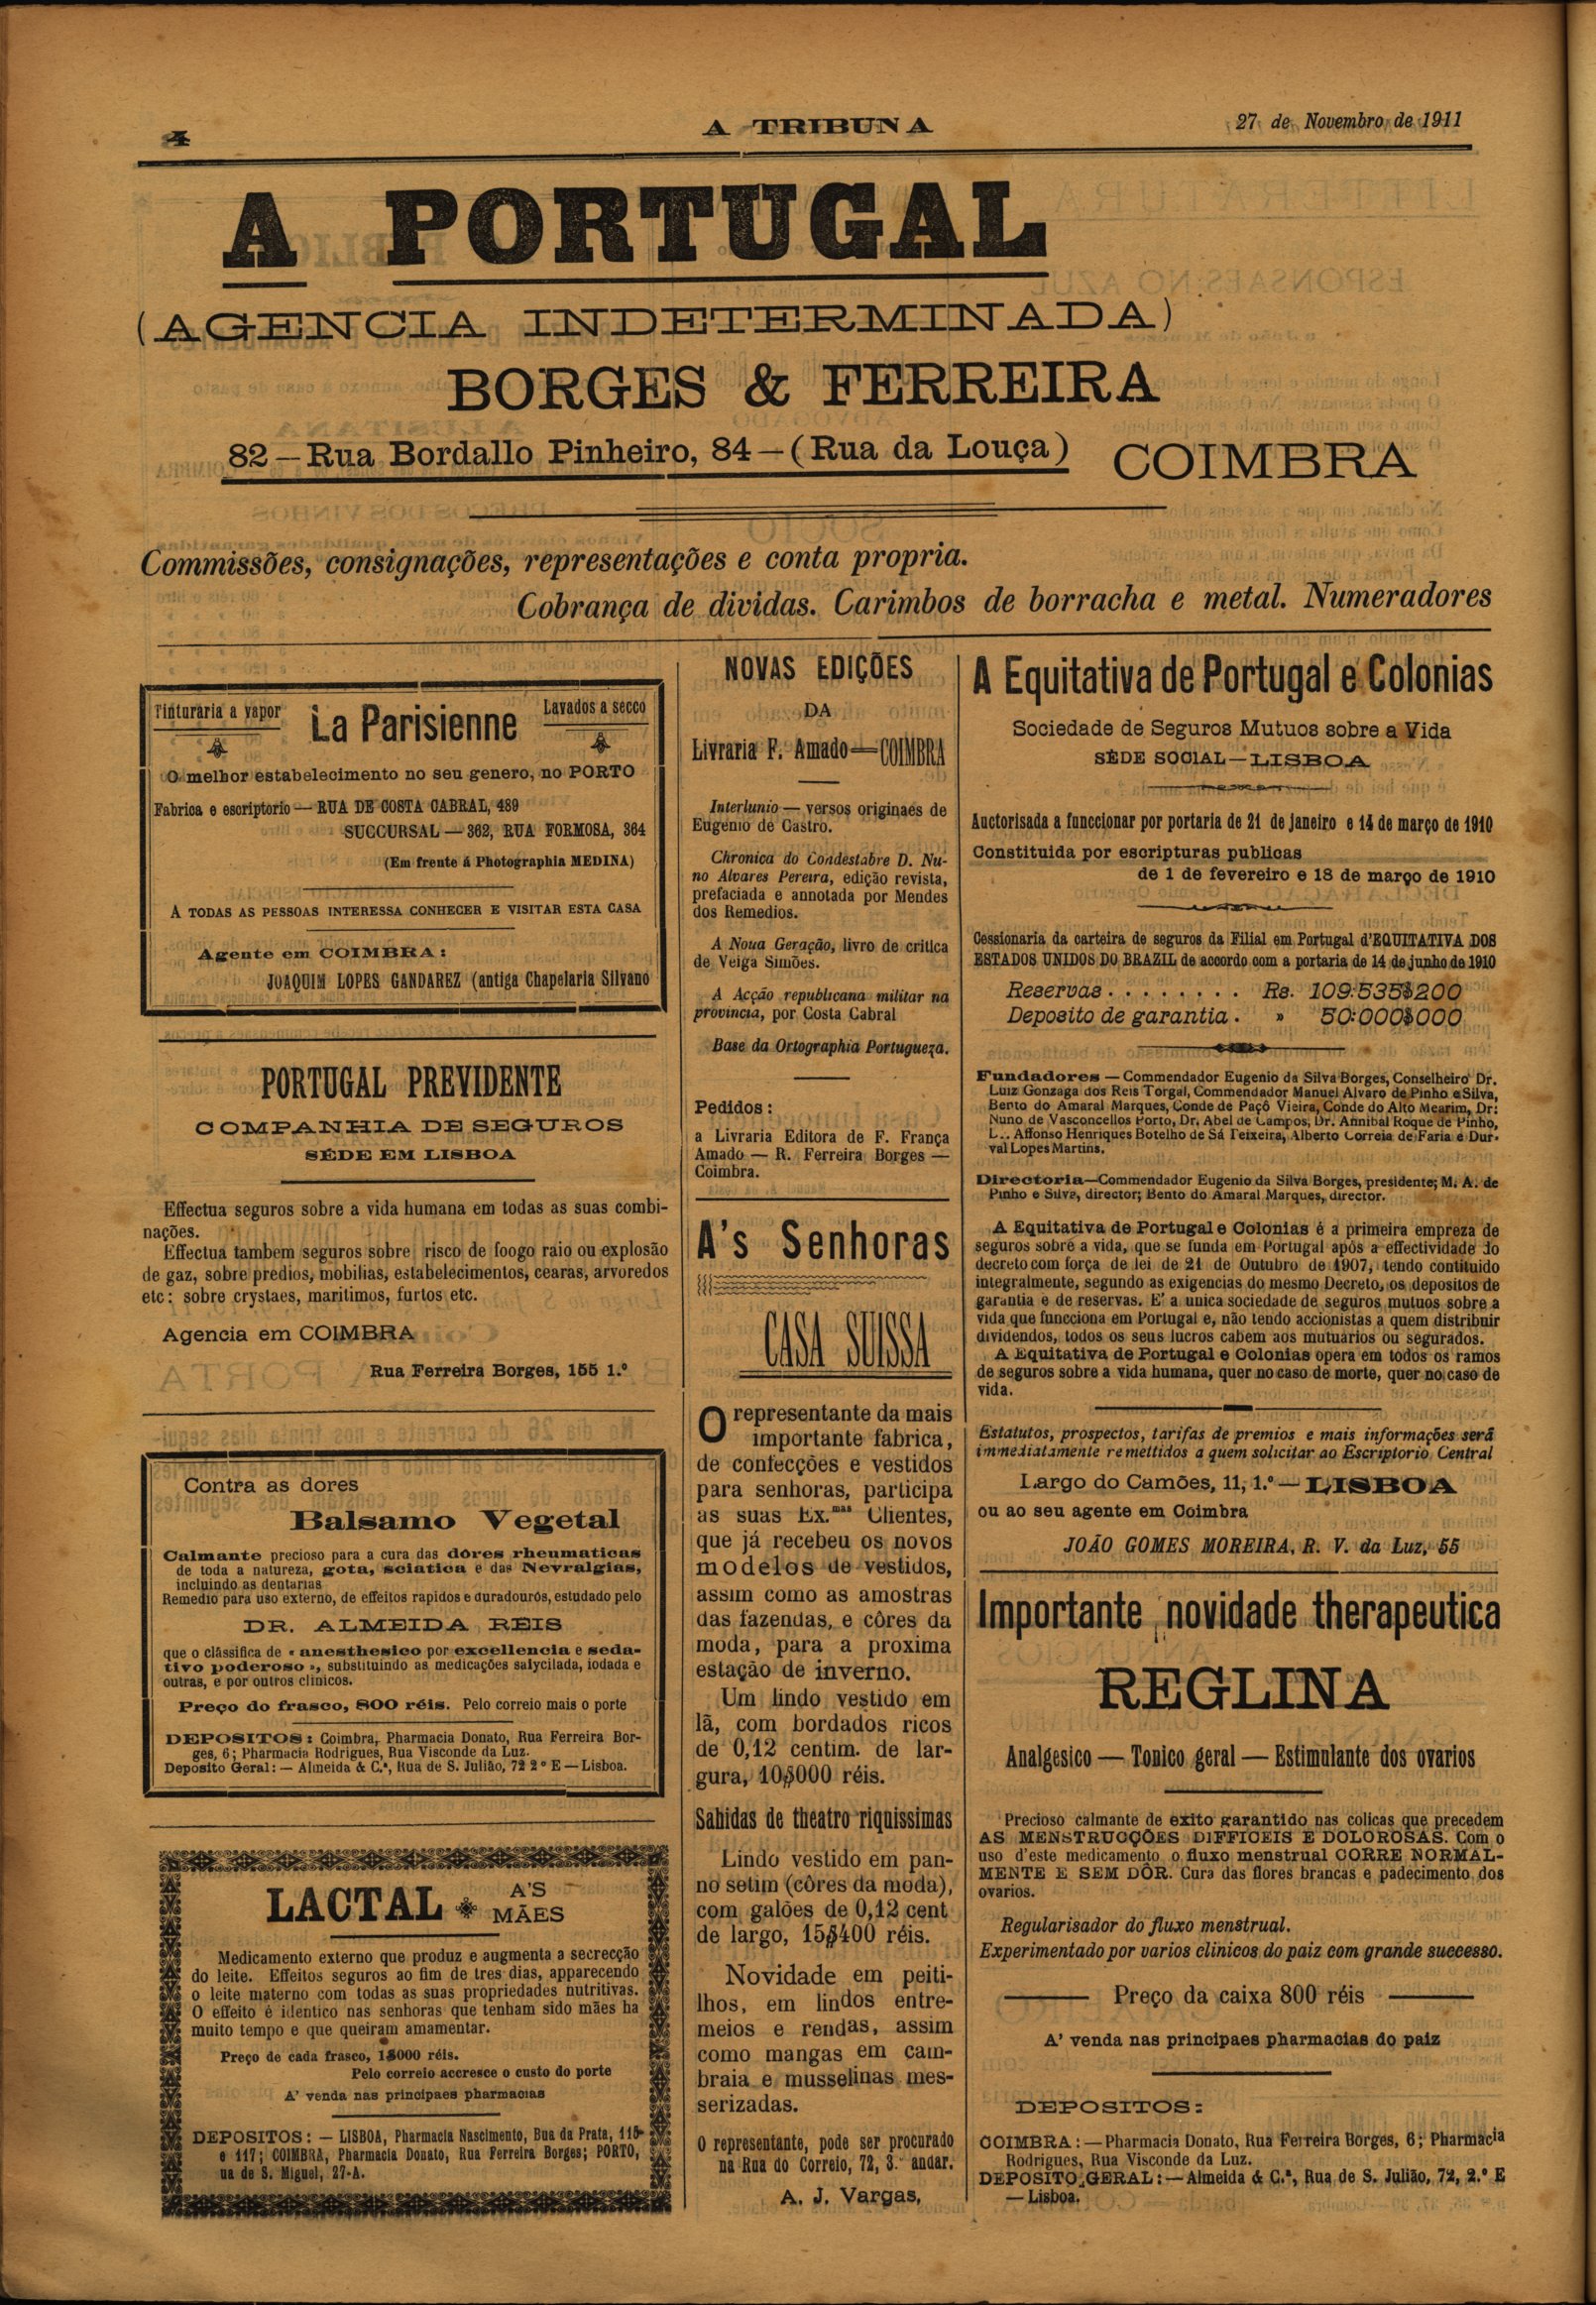 4
A TRIBUNA
27 de Novembro de 1911
A PORTUGAL
(AGENCIA INDETERMINADA)
BORGES & FERREIRA
82—Rua Bordallo Pinheiro, 84—(Rua da Louça) COIMBRA
Commissões, consignações, representações e conta propria.
Cobrança de dividas. Carimbos de borracha e metal. Numeradores
Tinturaria a vapor
La Parisienne
Lavados a secco
O melhor estabelecimento no seu genero, no PORTO
Fabrica e escriptorio — RUA DE COSTA CABRAL, 489
SUCCURSAL — 362, RUA FORMOSA, 364
(Em frente á Photographia MEDINA)
A TODAS AS PESSOAS INTERESSA CONHECER E VISITAR ESTA CASA
Agente em COIMBRA:
JOAQUIM LOPES GANDAREZ (antiga Chapelaria Silvano
PORTUGAL PREVIDENTE
COMPANHIA DE SEGUROS
SÉDE EM LISBOA
Effectua seguros sobre a vida humana em todas as suas combi-
nações.
Effectua tambem seguros sobre risco de foogo raio ou explosão
de gaz, sobre predios, mobilias, estabelecimentos, cearas, arvoredos
etc: sobre crystaes, maritimos, furtos etc.
Agencia em COIMBRA
Rua Ferreira Borges, 155 1.º
Contra as dores
Balsamo Vegetal
Calmante precioso para a cura das dôres rheumaticas
de toda a natureza, gota, sciatica e das Nevralgias,
incluindo as dentarias
Remedio para uso externo, de effeitos rapidos e duradouros, estudado pelo
DR. ALMEIDA REIS
que o classifica de « anesthesico por excellencia e seda-
tivo poderoso », substituindo as medicações salycilada, iodada e
outras, e por outros clinicos.
Preço do frasco, 800 réis. Pelo correio mais o porte
DEPOSITOS: Coimbra, Pharmacia Donato, Rua Ferreira Bor-
ges, 6; Pharmacia Rodrigues, Rua Visconde da Luz.
Deposito Geral: — Almeida & C.ª, Rua de S. Julião, 72 2º E — Lisboa.
LACTAL
A'S
MÃES
Medicamento externo que produz e augmenta a secrecção
do leite. Effeitos seguros ao fim de tres dias, apparecendo
o leite materno com todas as suas propriedades nutritivas.
O effeito é identico nas senhoras que tenham sido mães ha
muito tempo e que queiram amamentar.
Preço de cada frasco, 1$000 réis.
Pelo correio accresce o custo do porte
A' venda nas principaes pharmacias
DEPOSITOS: — LISBOA, Pharmacia Nascimento, Rua da Prata, 115
e 117; COIMBRA, Pharmacia Donato, Rua Ferreira Borges; PORTO,
ua de S. Miguel, 27-A.
NOVAS EDIÇÕES
DA
Livraria F. Amado—COIMBRA
Interlunio — versos originaes de
Eugenio de Castro.
Chronica do Condestabre D. Nu-
no Alvares Pereira, edição revista,
prefaciada e annotada por Mendes
dos Remedios.
A Nova Geração, livro de critica
de Veiga Simões.
A Acção republicana militar na
provincia, por Costa Cabral
Base da Ortographia Portugueza.
Pedidos:
a Livraria Editora de F. França
Amado — R. Ferreira Borges —
Coimbra.
A's Senhoras
CASA SUISSA
O representante da mais
importante fabrica,
de confecções e vestidos
para senhoras, participa
as suas Ex.mas Clientes,
que já recebeu os novos
modelos de vestidos,
assim como as amostras
das fazendas, e côres da
moda, para a proxima
estação de inverno.
Um lindo vestido em
lã, com bordados ricos
de 0,12 centim. de lar-
gura, 10$000 réis.
Sahidas de theatro riquissimas
Lindo vestido em pan-
no setim (côres da moda),
com galões de 0,12 cent
de largo, 15$400 réis.
Novidade em peiti-
lhos, em lindos entre-
meios e rendas, assim
como mangas em cam-
braia e musselinas mes-
serizadas.
O representante, pode ser procurado
na Rua do Correio, 72, 3.º andar.
A. J. Vargas,
A Equitativa de Portugal e Colonias
Sociedade de Seguros Mutuos sobre a Vida
SÉDE SOCIAL—LISBOA
Auctorisada a funccionar por portaria de 21 de janeiro e 14 de março de 1910
Constituida por escripturas publicas
de 1 de fevereiro e 18 de março de 1910
Cessionaria da carteira de seguros da Filial em Portugal d'EQUITATIVA DOS
ESTADOS UNIDOS DO BRAZIL de accordo com a portaria de 14 de junho de 1910
Reservas........ Rs. 109:535$200
Deposito de garantia. » 50:000$000
Fundadores — Commendador Eugenio da Silva Borges, Conselheiro Dr.
Luiz Gonzaga dos Reis Torgal, Commendador Manuel Alvaro de Pinho e Silva,
Bento do Amaral Marques, Conde de Paçô Vieira, Conde do Alto Mearim, Dr:
Nuno de Vasconcellos Porto, Dr. Abel de Campos, Dr. Annibal Roque de Pinho,
L.. Affonso Henriques Botelho de Sá Teixeira, Alberto Correia de Faria e Dur-
val Lopes Martins.
Directoria—Commendador Eugenio da Silva Borges, presidente; M. A. de
Pinho e Silva, director; Bento do Amaral Marques, director.
A Equitativa de Portugal e Colonias é a primeira empreza de
seguros sobre a vida, que se funda em Portugal após a effectividade do
decreto com força de lei de 21 de Outubro de 1907, tendo contituido
integralmente, segundo as exigencias do mesmo Decreto, os depositos de
garantia e de reservas. E' a unica sociedade de seguros mutuos sobre a
vida que funcciona em Portugal e, não tendo accionistas a quem distribuir
dividendos, todos os seus lucros cabem aos mutuarios ou segurados.
A Equitativa de Portugal e Colonias opera em todos os ramos
de seguros sobre a vida humana, quer no caso de morte, quer no caso de
vida.
Estatutos, prospectos, tarifas de premios e mais informações será
immediatamente remettidos a quem solicitar ao Escriptorio Central
Largo do Camões, 11, 1.º — LISBOA
ou ao seu agente em Coimbra
JOÃO GOMES MOREIRA, R. V. da Luz, 55
Importante novidade therapeutica
REGLINA
Analgesico — Tonico geral — Estimulante dos ovarios
Precioso calmante de exito garantido nas colicas que precedem
AS MENSTRUCÇÕES DIFFICEIS E DOLOROSAS. Com o
uso d'este medicamento o fluxo menstrual CORRE NORMAL-
MENTE E SEM DÔR. Cura das flores brancas e padecimento dos
ovarios.
Regularisador do fluxo menstrual.
Experimentado por varios clinicos do paiz com grande successo.
Preço da caixa 800 réis
A' venda nas principaes pharmacias do paiz
DEPOSITOS:
COIMBRA: — Pharmacia Donato, Rua Ferreira Borges, 6; Pharmacia
Rodrigues, Rua Visconde da Luz.
DEPOSITO GERAL: — Almeida & C.ª, Rua de S. Julião, 72, 2.º E
— Lisboa.